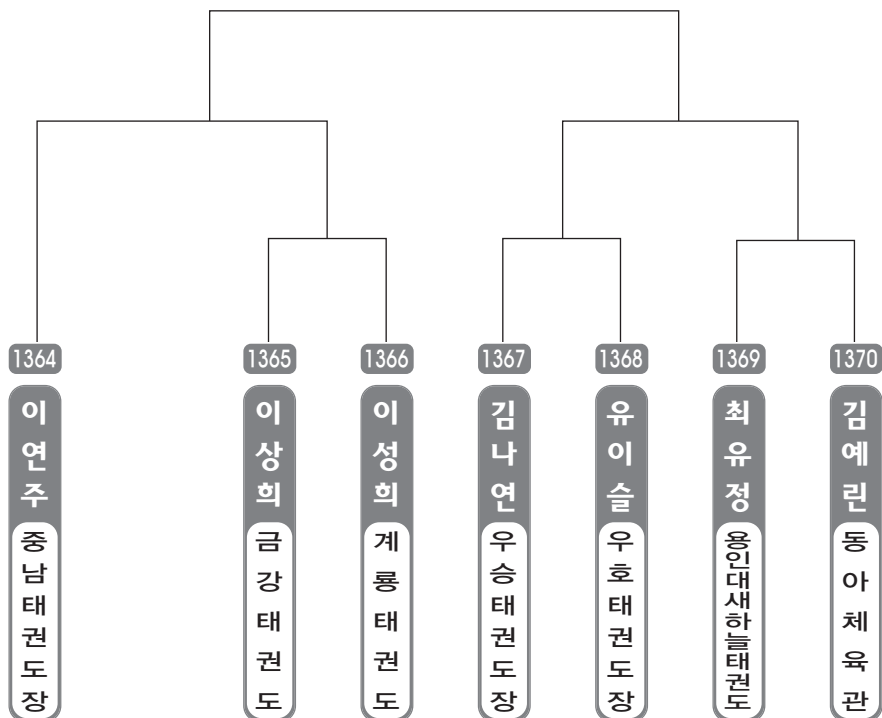 1364
이연주
중남태권도장
1365
이상희
금강태권도
1366
이성희
계룡태권도
1367
김나연
우승태권도장
1368
유이슬
우호태권도장
1369
최유정
용인대새하늘태권도
1370
김예린
동아체육관